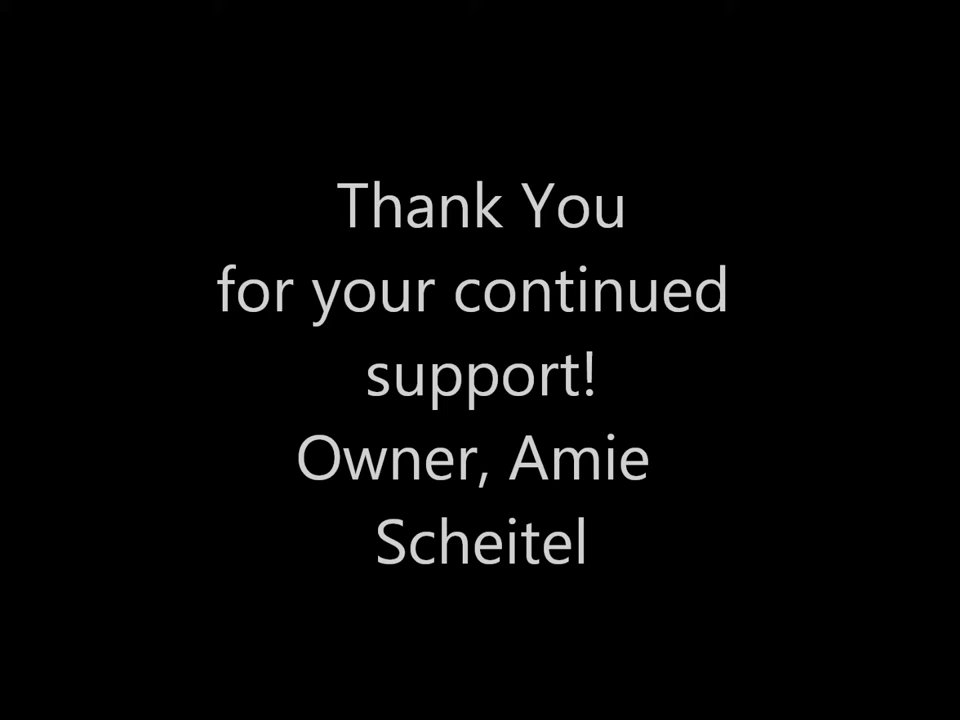 Thank You
for your continued
support!
Owner, Amie
Scheitel